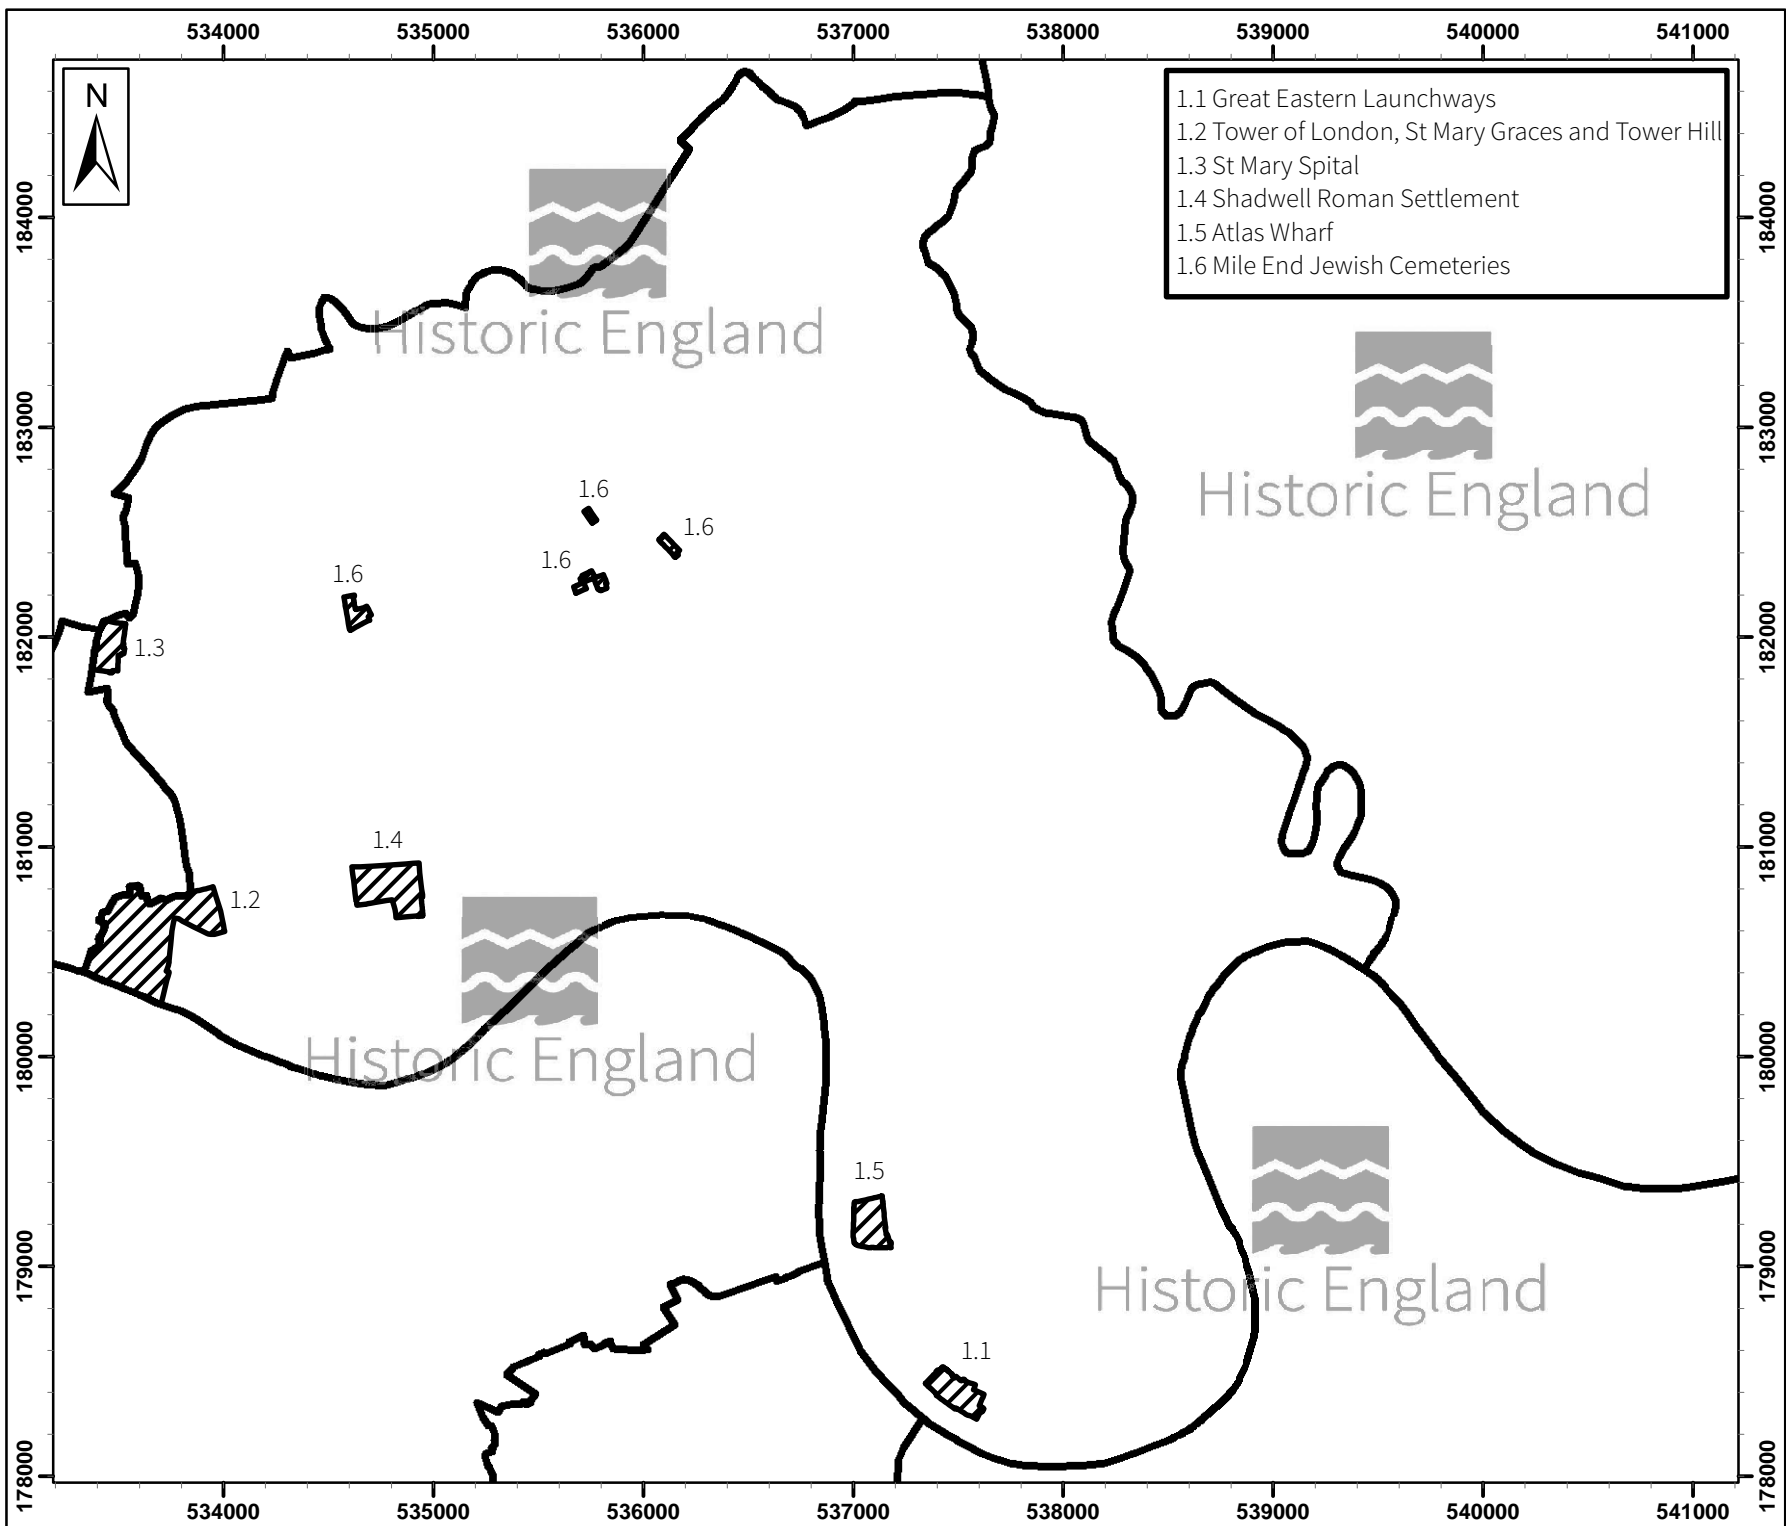 534000 535000 536000 537000 538000 539000 540000 541000
N
1.1 Great Eastern Launchways
1.2 Tower of London, St Mary Graces and Tower Hill
1.3 St Mary Spital
1.4 Shadwell Roman Settlement
1.5 Atlas Wharf
1.6 Mile End Jewish Cemeteries
184000
184000
Historic England
183000
183000
Historic England
1.6
1.6
1.6
1.6
182000
182000
1.3
181000
181000
1.4
1.2
180000
180000
Historic England
1.5
179000
179000
Historic England
1.1
178000
178000
534000 535000 536000 537000 538000 539000 540000 541000